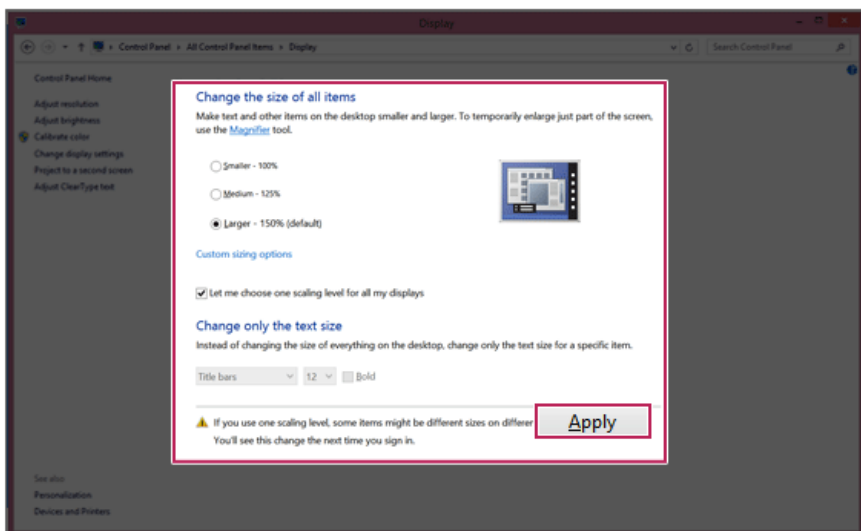 Display
Control Panel ▸ All Control Panel Items ▸ Display
Search Control Panel
Control Panel Home
Adjust resolution
Adjust brightness
Calibrate color
Change display settings
Project to a second screen
Adjust ClearType text
Change the size of all items
Make text and other items on the desktop smaller and larger. To temporarily enlarge just part of the screen,
use the Magnifier tool.
Smaller - 100%
Medium - 125%
Larger - 150% (default)
Custom sizing options
Let me choose one scaling level for all my displays
Change only the text size
Instead of changing the size of everything on the desktop, change only the text size for a specific item.
Title bars 12 Bold
If you use one scaling level, some items might be different sizes on differer
Apply
You'll see this change the next time you sign in.
See also
Personalization
Devices and Printers